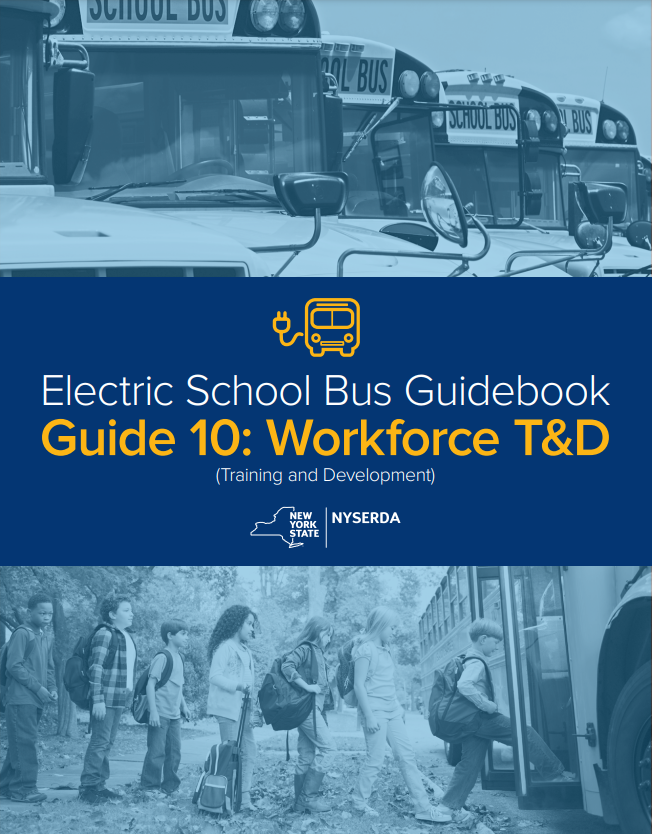 SCHOOL BUS
OOL BUS
SCHOOL BUS
BUS
Electric School Bus Guidebook
Guide 10: Workforce T&D
(Training and Development)
NEW
YORK
STATE
NYSERDA